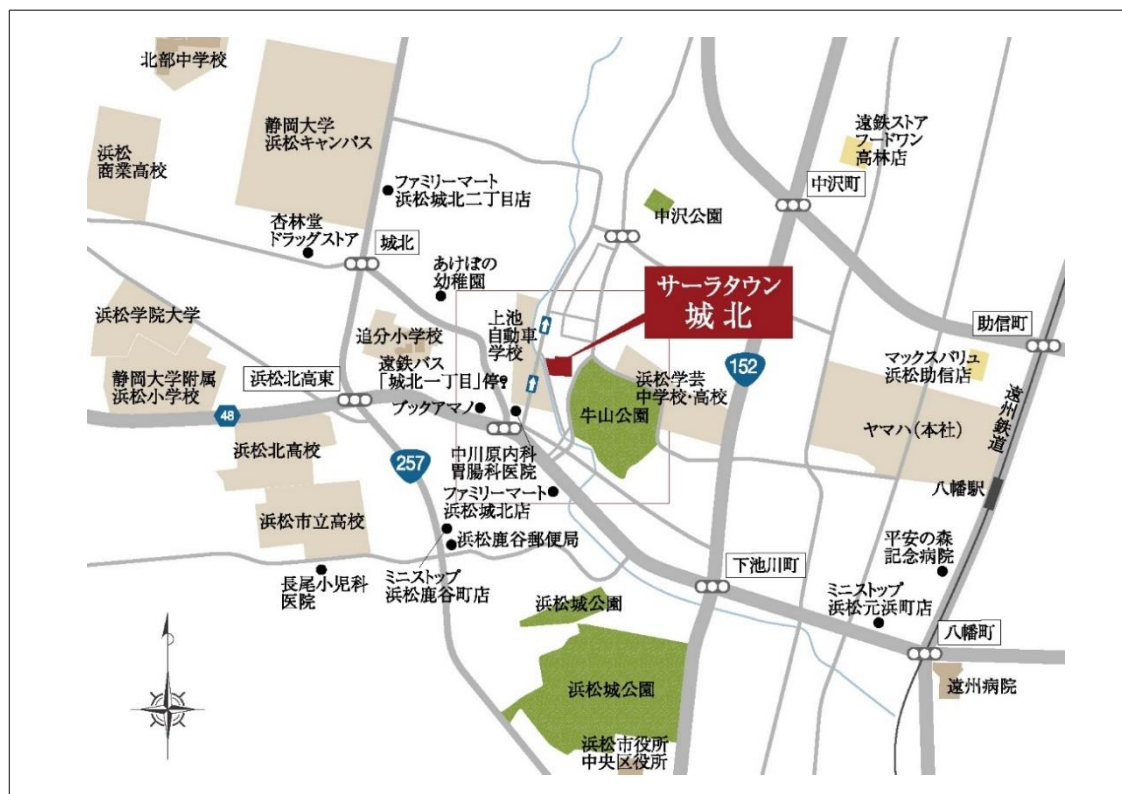 北部中学校
静岡大学
浜松キャンパス
浜松
商業高校
ファミリーマート
浜松城北二丁目店
杏林堂
ドラッグストア
城北
あけぼの
幼稚園
遠鉄ストア
フードワン
高林店
中沢町
中沢公園
サーラタウン
城北
助信町
マックスバリュ
浜松助信店
浜松学院大学
静岡大学附属
浜松小学校
追分小学校
上池
自動車
学校
遠鉄バス
「城北一丁目」停
浜松北高東
48
ブックアマノ
牛山公園
浜松学芸
中学校・高校
152
ヤマハ(本社)
遠州鉄道
八幡駅
浜松北高校
257
中川原内科
胃腸科医院
ファミリーマート
浜松城北店
浜松市立高校
浜松鹿谷郵便局
ミニストップ
浜松鹿谷町店
長尾小児科
医院
下池川町
平安の森
記念病院
ミニストップ
浜松元浜町店
八幡町
遠州病院
浜松城公園
浜松城公園
浜松市役所
中央区役所